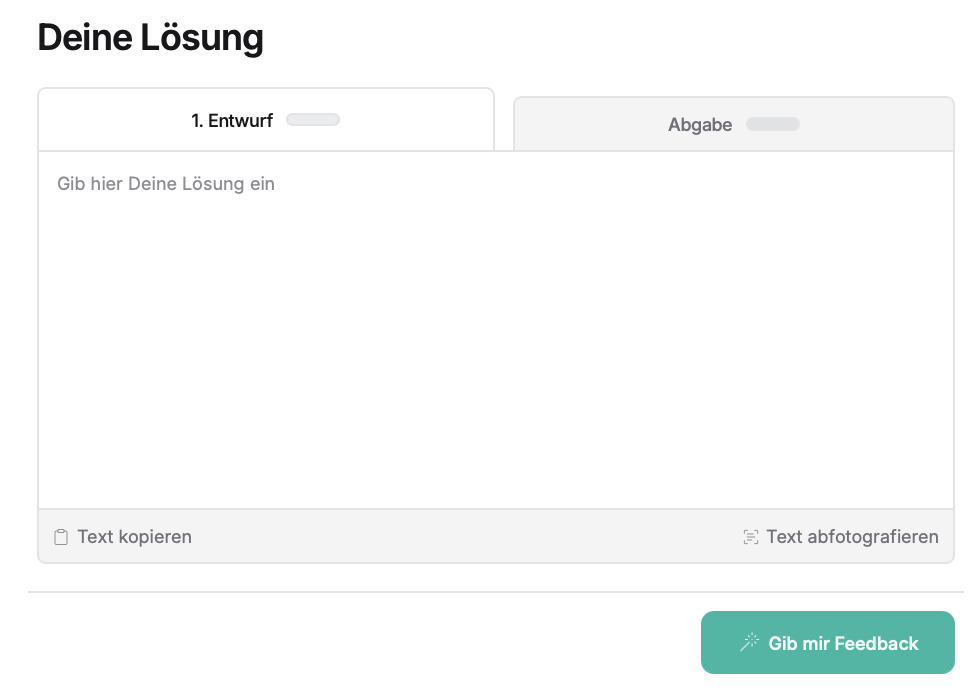 Deine Lösung
1. Entwurf
Abgabe
Gib hier Deine Lösung ein
Text kopieren
Text abfotografieren
Gib mir Feedback